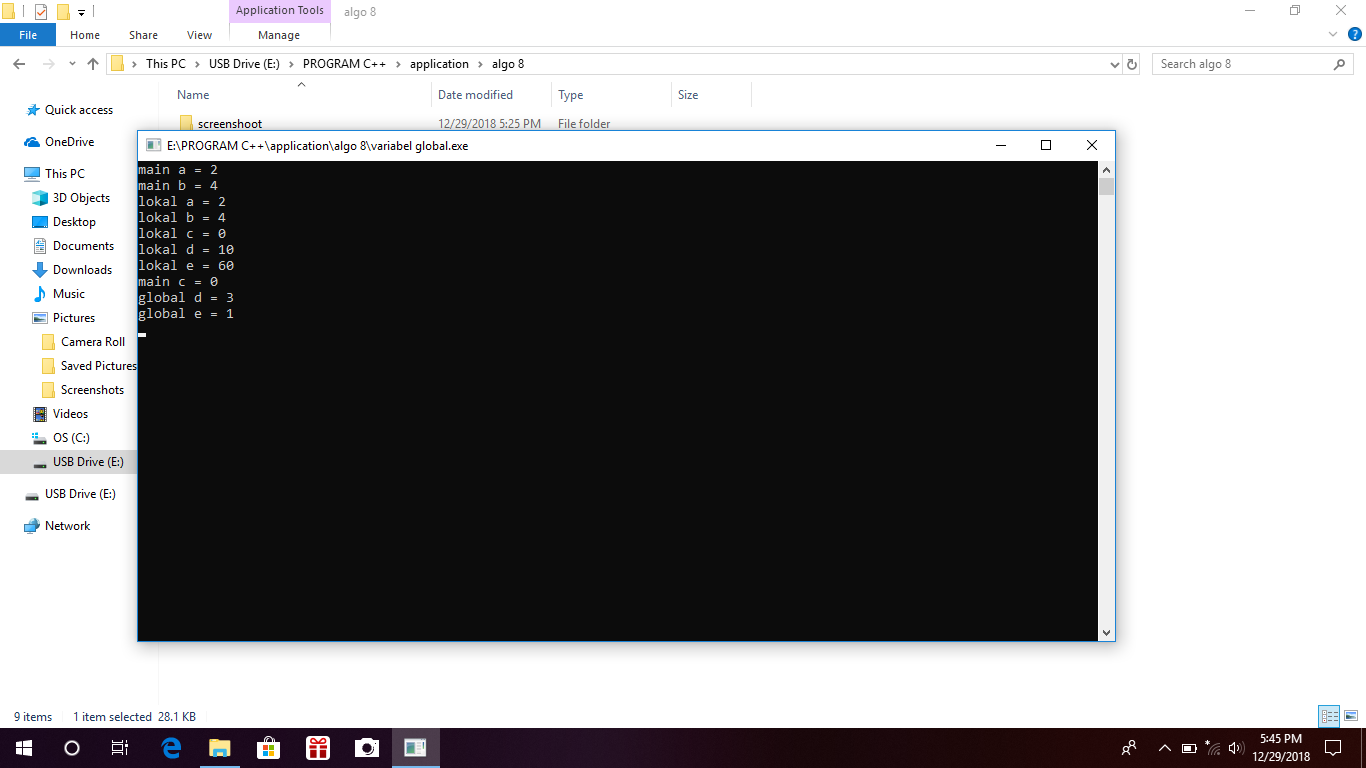 Application Tools
algo 8
File
Home
Share
View
Manage
This PC
USB Drive (E:)
PROGRAM C++
application
algo 8
Search algo 8
Name
Date modified
Type
Size
Quick access
OneDrive
This PC
3D Objects
Desktop
Documents
Downloads
Music
Pictures
Camera Roll
Saved Pictures
Screenshots
Videos
OS (C:)
USB Drive (E:)
USB Drive (E:)
Network
screenshoot
12/29/2018 5:25 PM
File folder
E:\PROGRAM C++\application\algo 8\variabel global.exe
main a = 2
main b = 4
lokal a = 2
lokal b = 4
lokal c = 0
lokal d = 10
lokal e = 60
main c = 0
global d = 3
global e = 1
9 items
1 item selected 28.1 KB
5:45 PM
12/29/2018